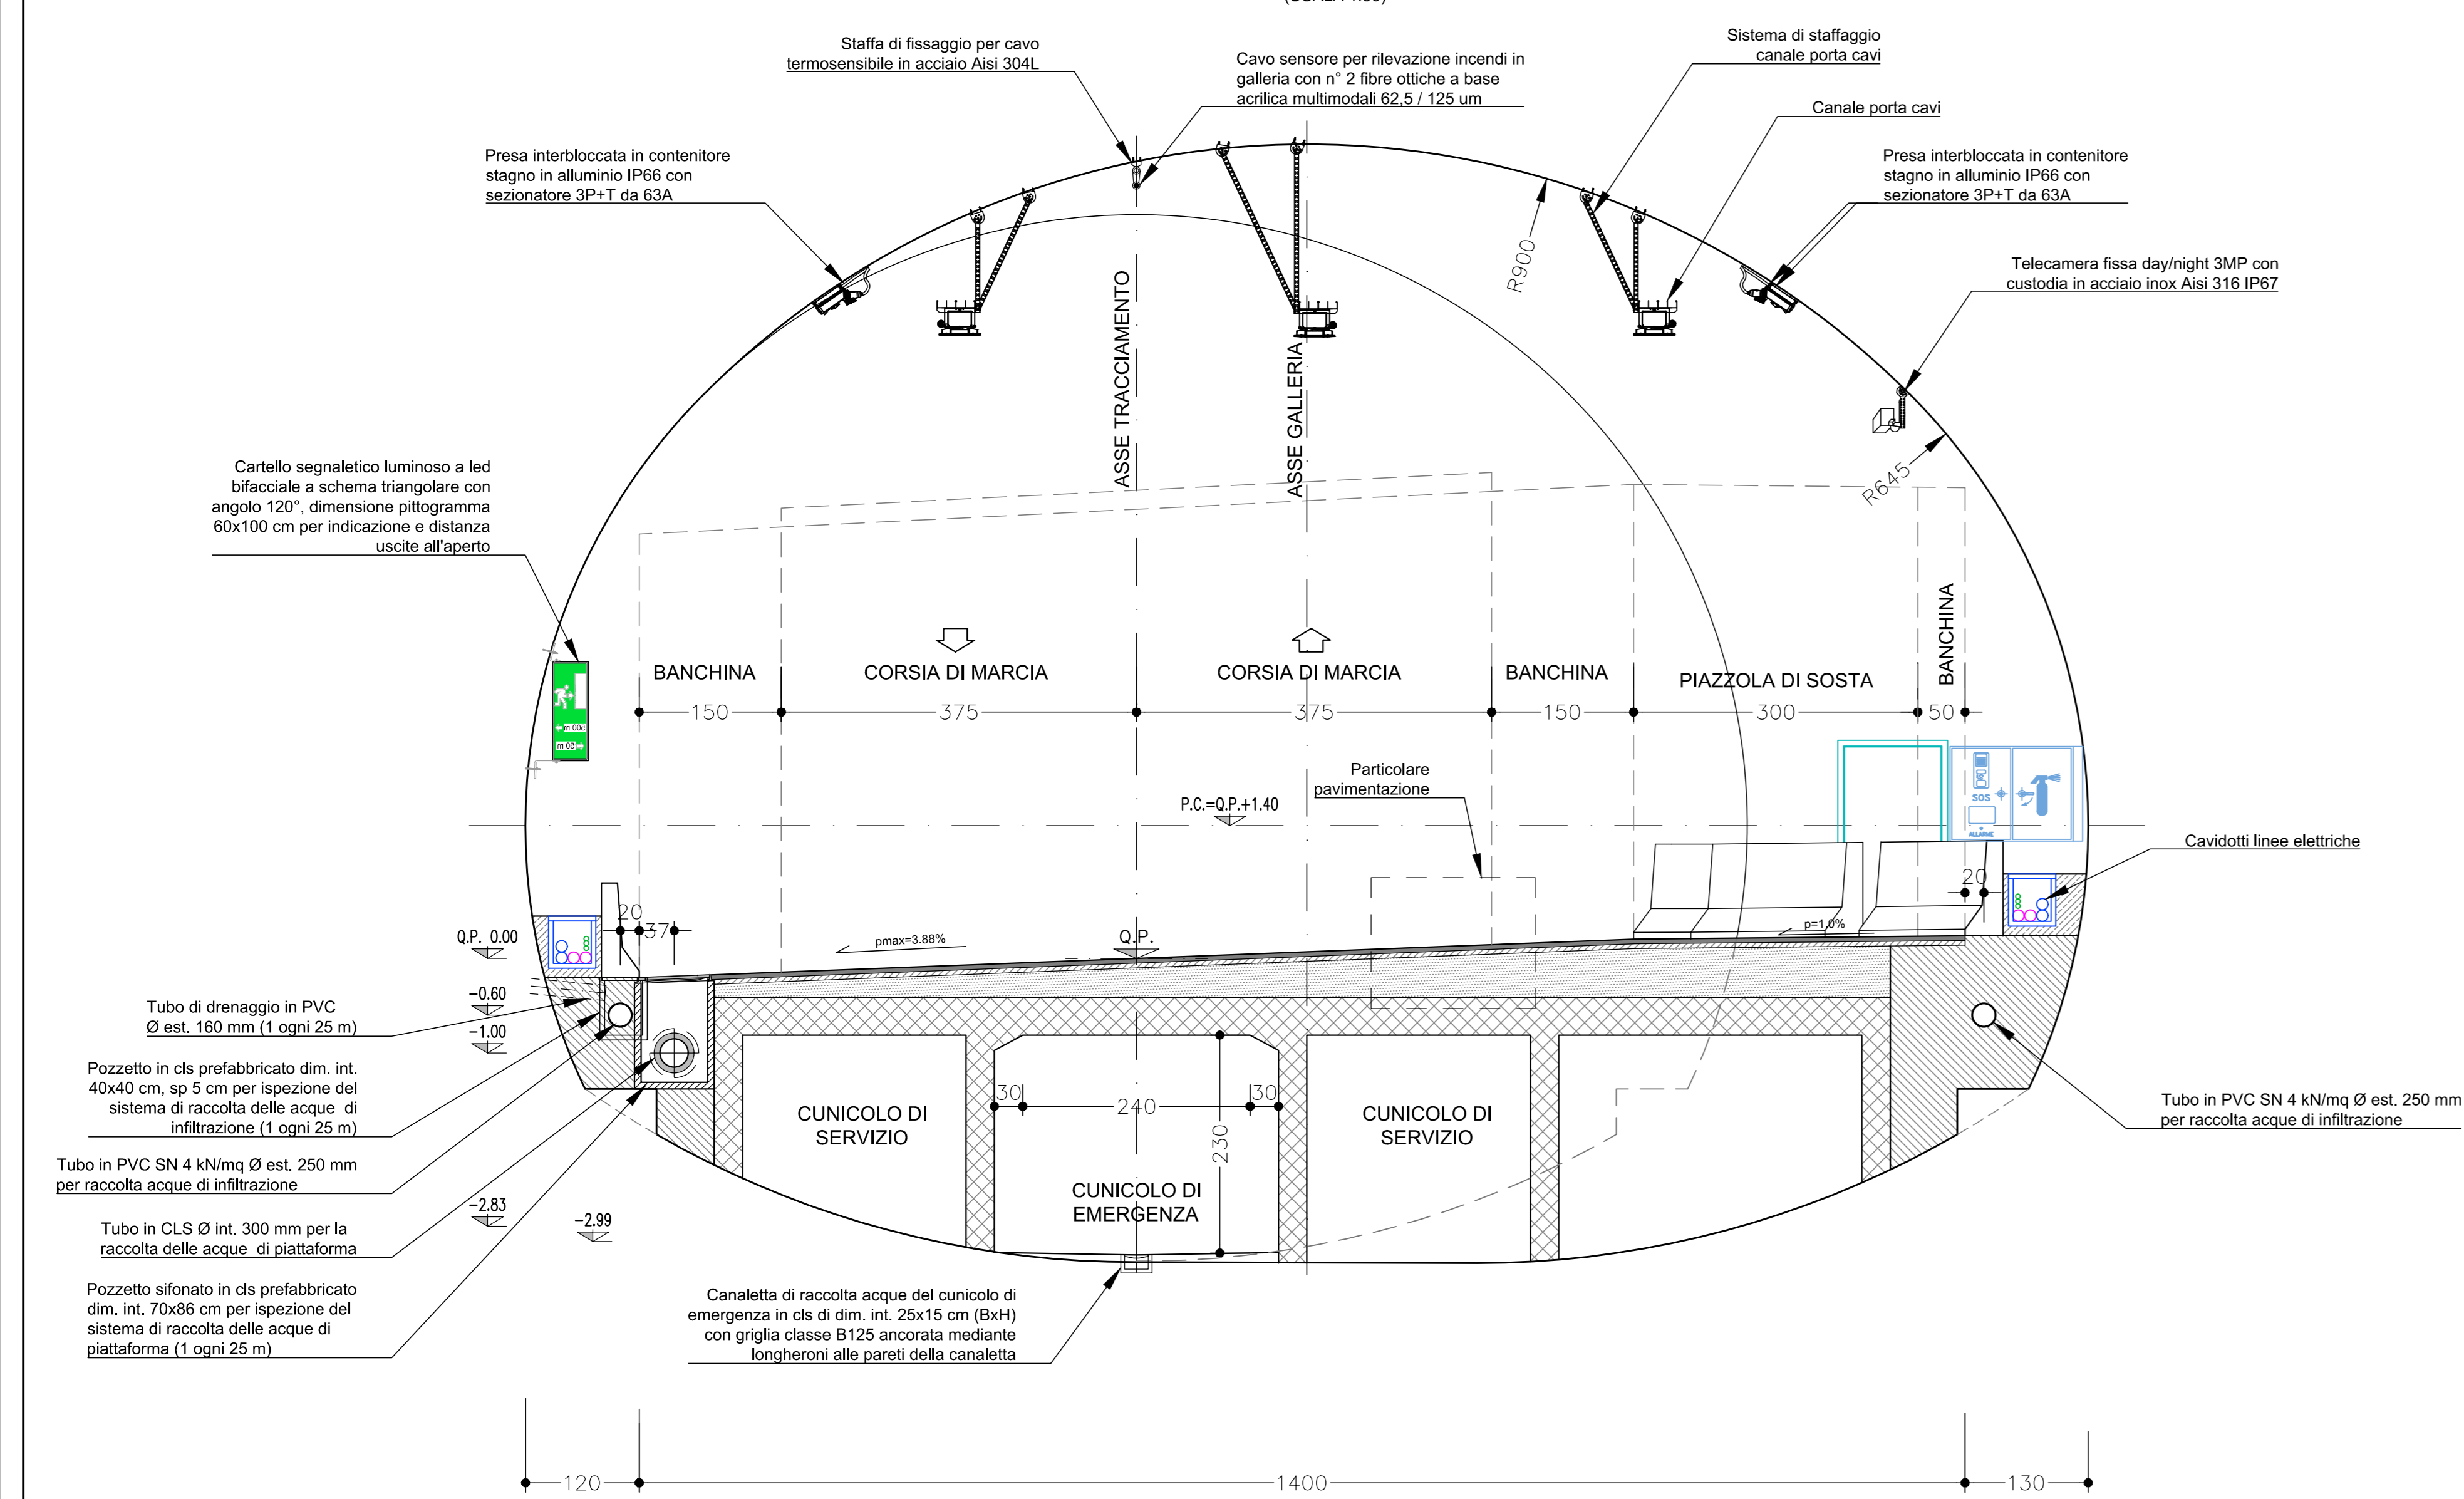 Staffa di fissaggio per cavo
termosensibile in acciaio Aisi 304L
Cavo sensore per rilevazione incendi in
galleria con n° 2 fibre ottiche a base
acrilica multimodali 62,5 / 125 um
Sistema di staffaggio
canale porta cavi
Canale porta cavi
Presa interbloccata in contenitore
stagno in alluminio IP66 con
sezionatore 3P+T da 63A
Presa interbloccata in contenitore
stagno in alluminio IP66 con
sezionatore 3P+T da 63A
Telecamera fissa day/night 3MP con
custodia in acciaio inox Aisi 316 IP67
R900
R645
ASSE TRACCIAMENTO
ASSE GALLERIA
Cartello segnaletico luminoso a led
bifacciale a schema triangolare con
angolo 120°, dimensione pittogramma
60x100 cm per indicazione e distanza
uscite all'aperto
500 m
50 m
BANCHINA
CORSIA DI MARCIA
CORSIA DI MARCIA
BANCHINA
PIAZZOLA DI SOSTA
BANCHINA
150
375
375
150
300
50
Particolare
pavimentazione
P.C.=Q.P.+1.40
SOS
ALLARME
Cavidotti linee elettriche
20
37
20
Q.P. 0.00
pmax=3.88%
Q.P.
p=1,0%
-0.60
-1.00
Tubo di drenaggio in PVC
Ø est. 160 mm (1 ogni 25 m)
Pozzetto in cls prefabbricato dim. int.
40x40 cm, sp 5 cm per ispezione del
sistema di raccolta delle acque di
infiltrazione (1 ogni 25 m)
Tubo in PVC SN 4 kN/mq Ø est. 250 mm
per raccolta acque di infiltrazione
-2.83
-2.99
Tubo in CLS Ø int. 300 mm per la
raccolta delle acque di piattaforma
Pozzetto sifonato in cls prefabbricato
dim. int. 70x86 cm per ispezione del
sistema di raccolta delle acque di
piattaforma (1 ogni 25 m)
CUNICOLO DI
SERVIZIO
30
240
30
230
CUNICOLO DI
EMERGENZA
CUNICOLO DI
SERVIZIO
Tubo in PVC SN 4 kN/mq Ø est. 250 mm
per raccolta acque di infiltrazione
Canaletta di raccolta acque del cunicolo di
emergenza in cls di dim. int. 25x15 cm (BxH)
con griglia classe B125 ancorata mediante
longheroni alle pareti della canaletta
120
1400
130